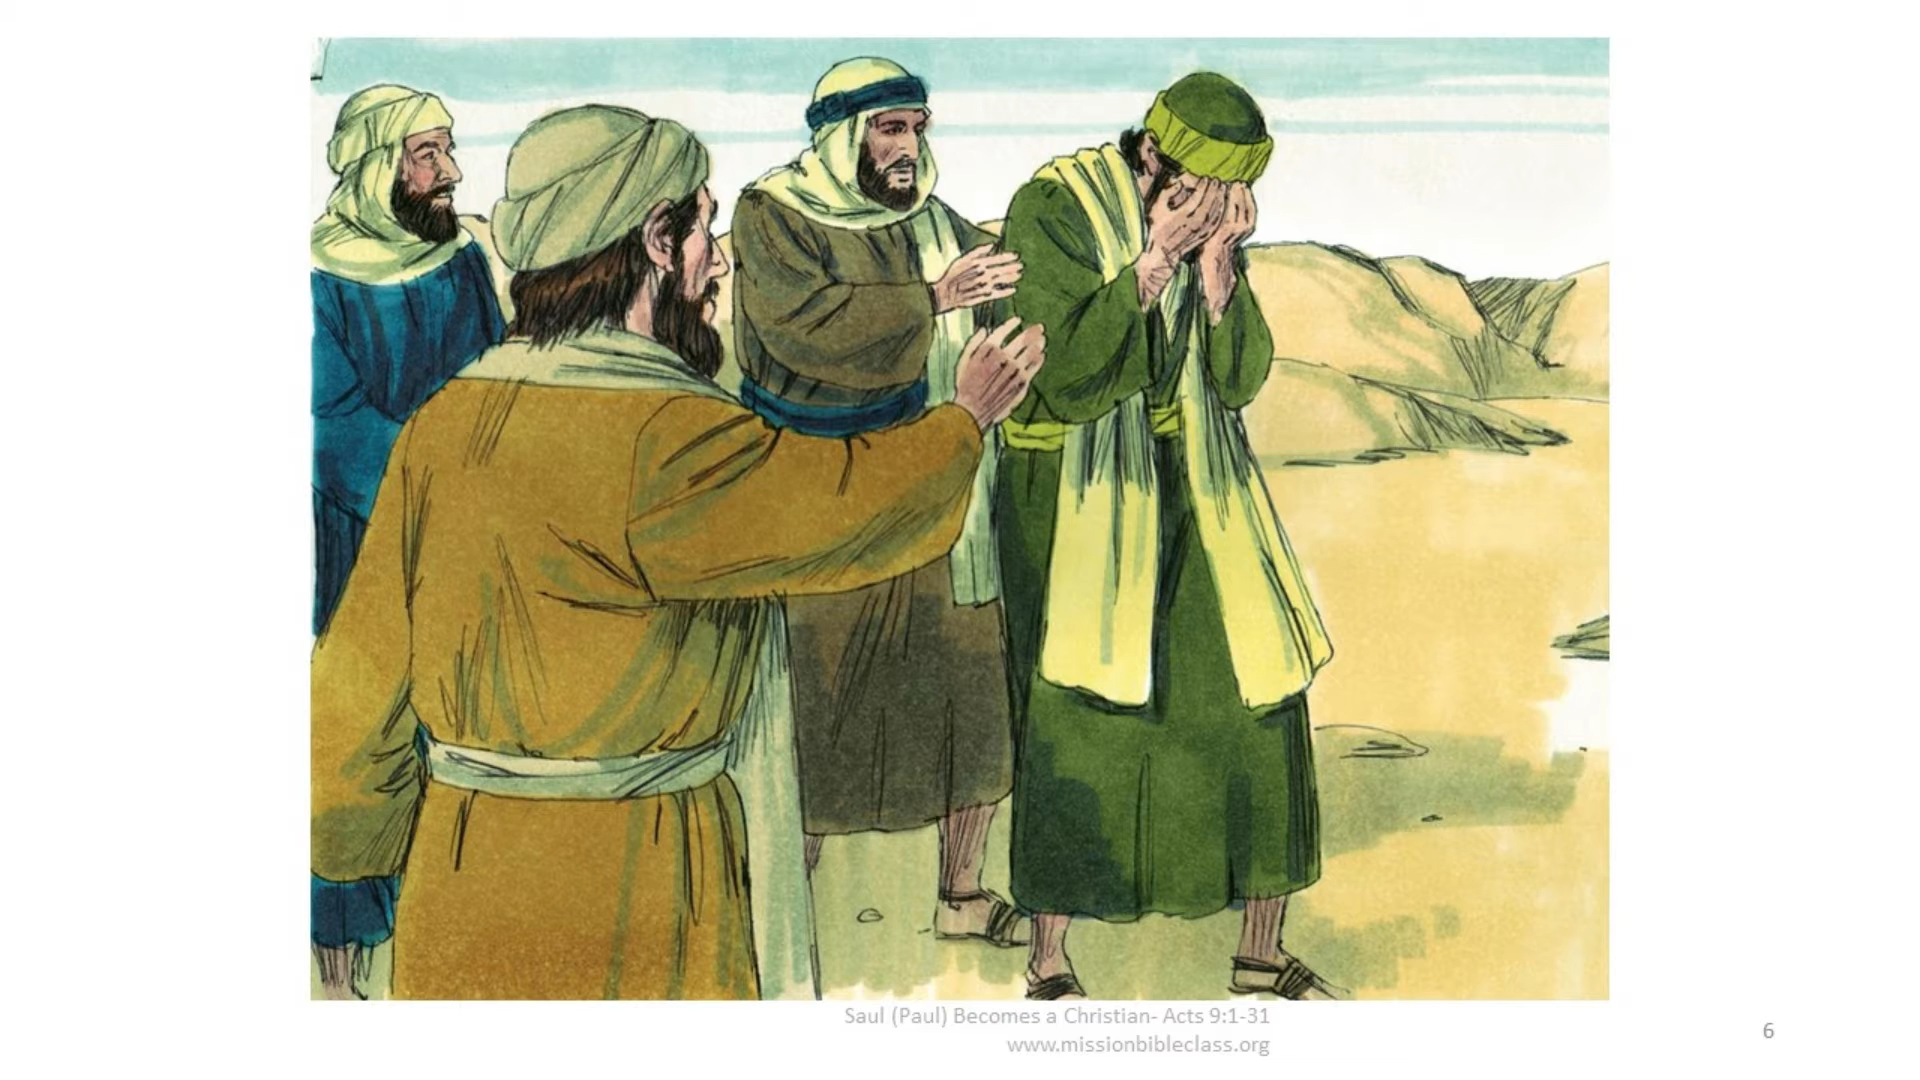 Saul (Paul) Becomes a Christian- Acts 9:1-31
www.missionbibleclass.org
6